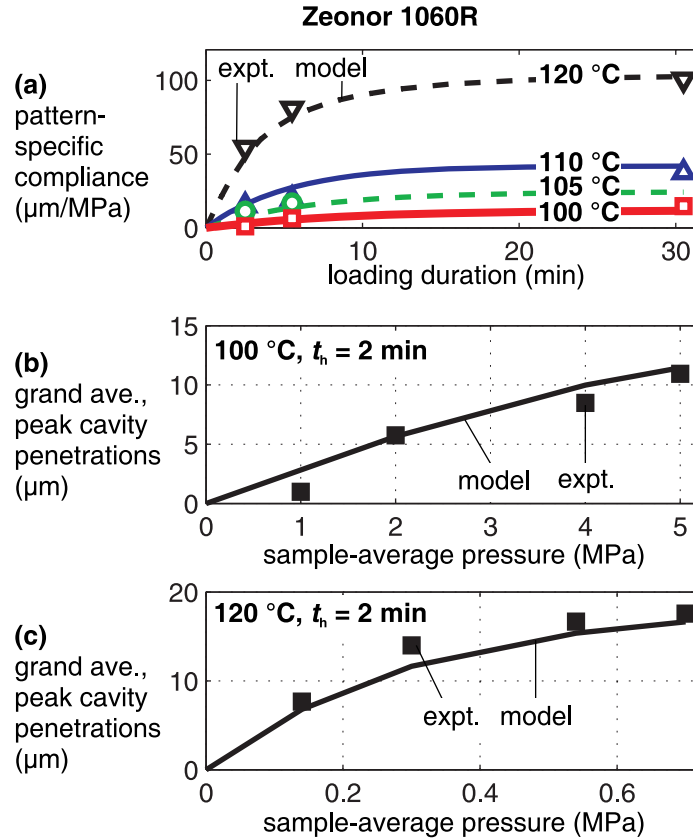 Zeonor 1060R
(a)
pattern-
specific
compliance
(µm/MPa)
100
50
0
expt.
model
120 °C
110 °C
105 °C
100 °C
0
10
20
30
loading duration (min)
(b)
grand ave.,
peak cavity
penetrations
(µm)
15
10
5
0
100 °C, th = 2 min
model
expt.
0
1
2
3
4
5
sample-average pressure (MPa)
(c)
grand ave.,
peak cavity
penetrations
(µm)
20
10
0
120 °C, th = 2 min
expt.
model
0
0.2
0.4
0.6
sample-average pressure (MPa)